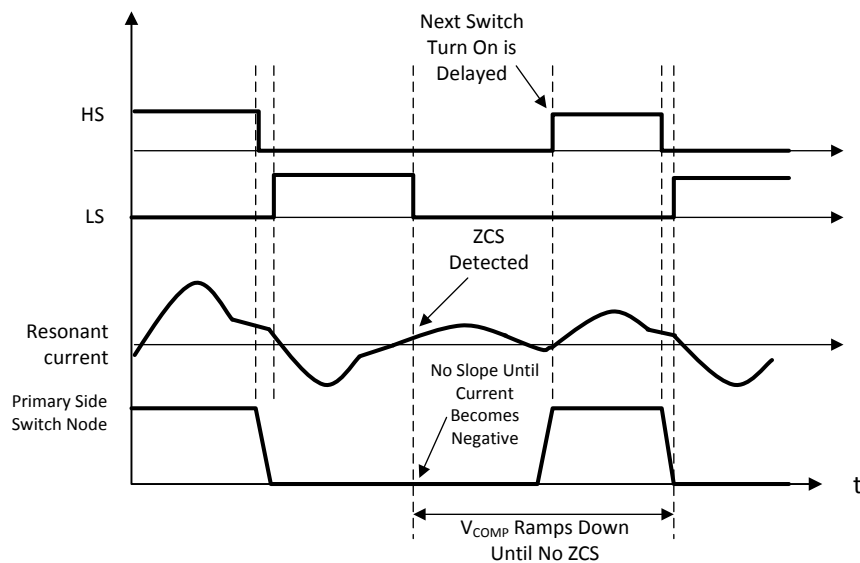 Next Switch
Turn On is
Delayed
HS
LS
ZCS
Detected
Resonant
current
No Slope Until
Current
Becomes
Negative
Primary Side
Switch Node
t
VCOMP Ramps Down
Until No ZCS